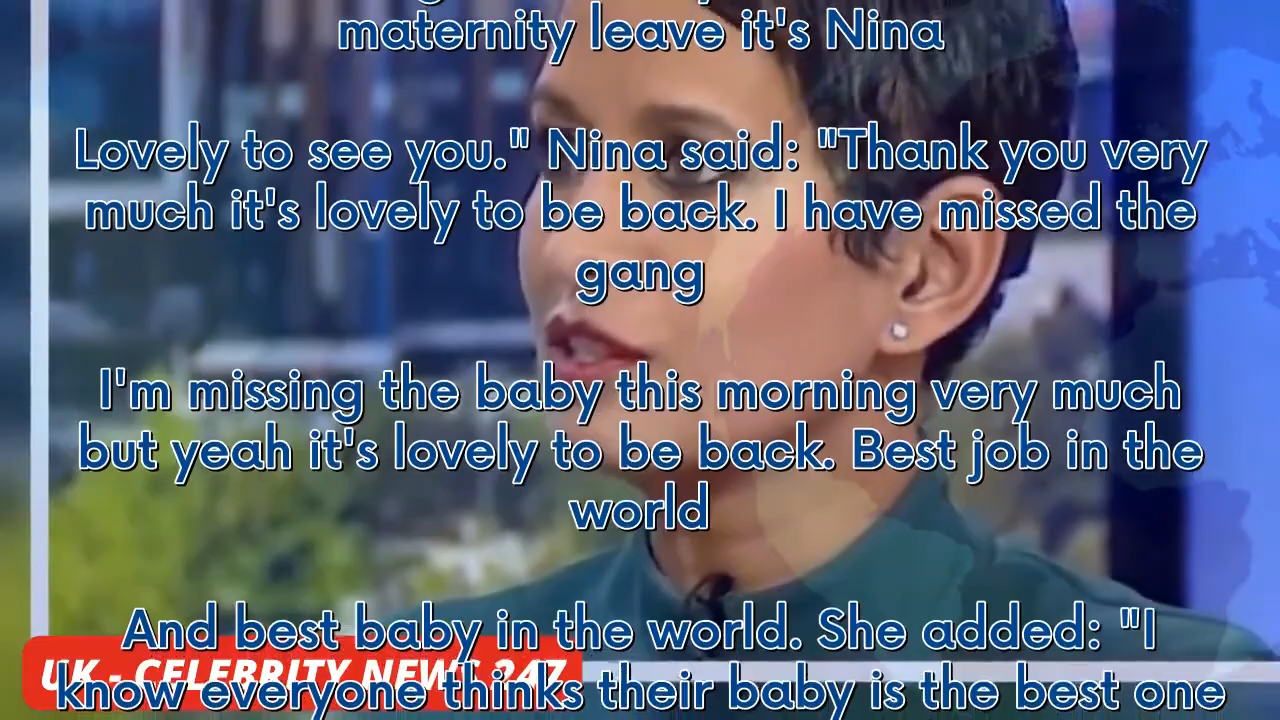 maternity leave it's Nina
Lovely to see you." Nina said: "Thank you very
much it's lovely to be back. I have missed the
gang
I'm missing the baby this morning very much
but yeah it's lovely to be back. Best job in the
world
And best baby in the world. She added: "I
UK - CELEBRITY NEWS 247
know everyone thinks their baby is the best one